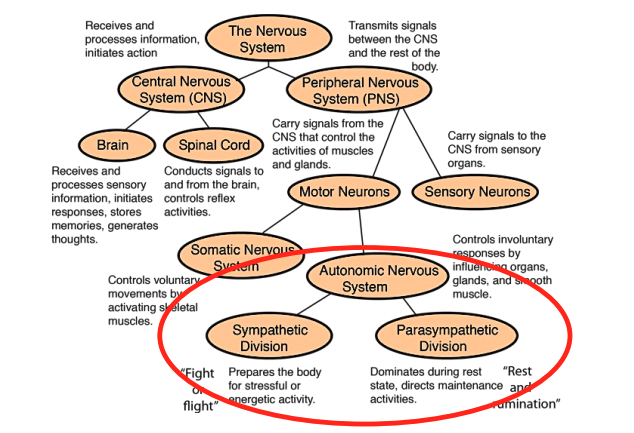 Receives and
processes information,
initiates action
The Nervous
System
Transmits signals
between the CNS
and the rest of the
body.
Central Nervous
System (CNS)
Peripheral Nervous
System (PNS)
Carry signals from the
CNS that control the
activities of muscles
and glands.
Carry signals to the
CNS from sensory
organs.
Brain
Spinal Cord
Receives and
processes sensory
information, initiates
responses, stores
memories, generates
thoughts.
Conducts signals to
and from the brain,
controls reflex
activities.
Motor Neurons
Sensory Neurons
Somatic Nervous
System
Autonomic Nervous
System
Controls involuntary
responses by
influencing organs,
glands, and smooth
muscle.
Controls voluntary
movements by
activating skeletal
muscles.
Sympathetic
Division
Parasympathetic
Division
"Fight
or
flight"
Prepares the body
for stressful or
energetic activity.
Dominates during rest
state, directs maintenance
activities.
"Rest
and